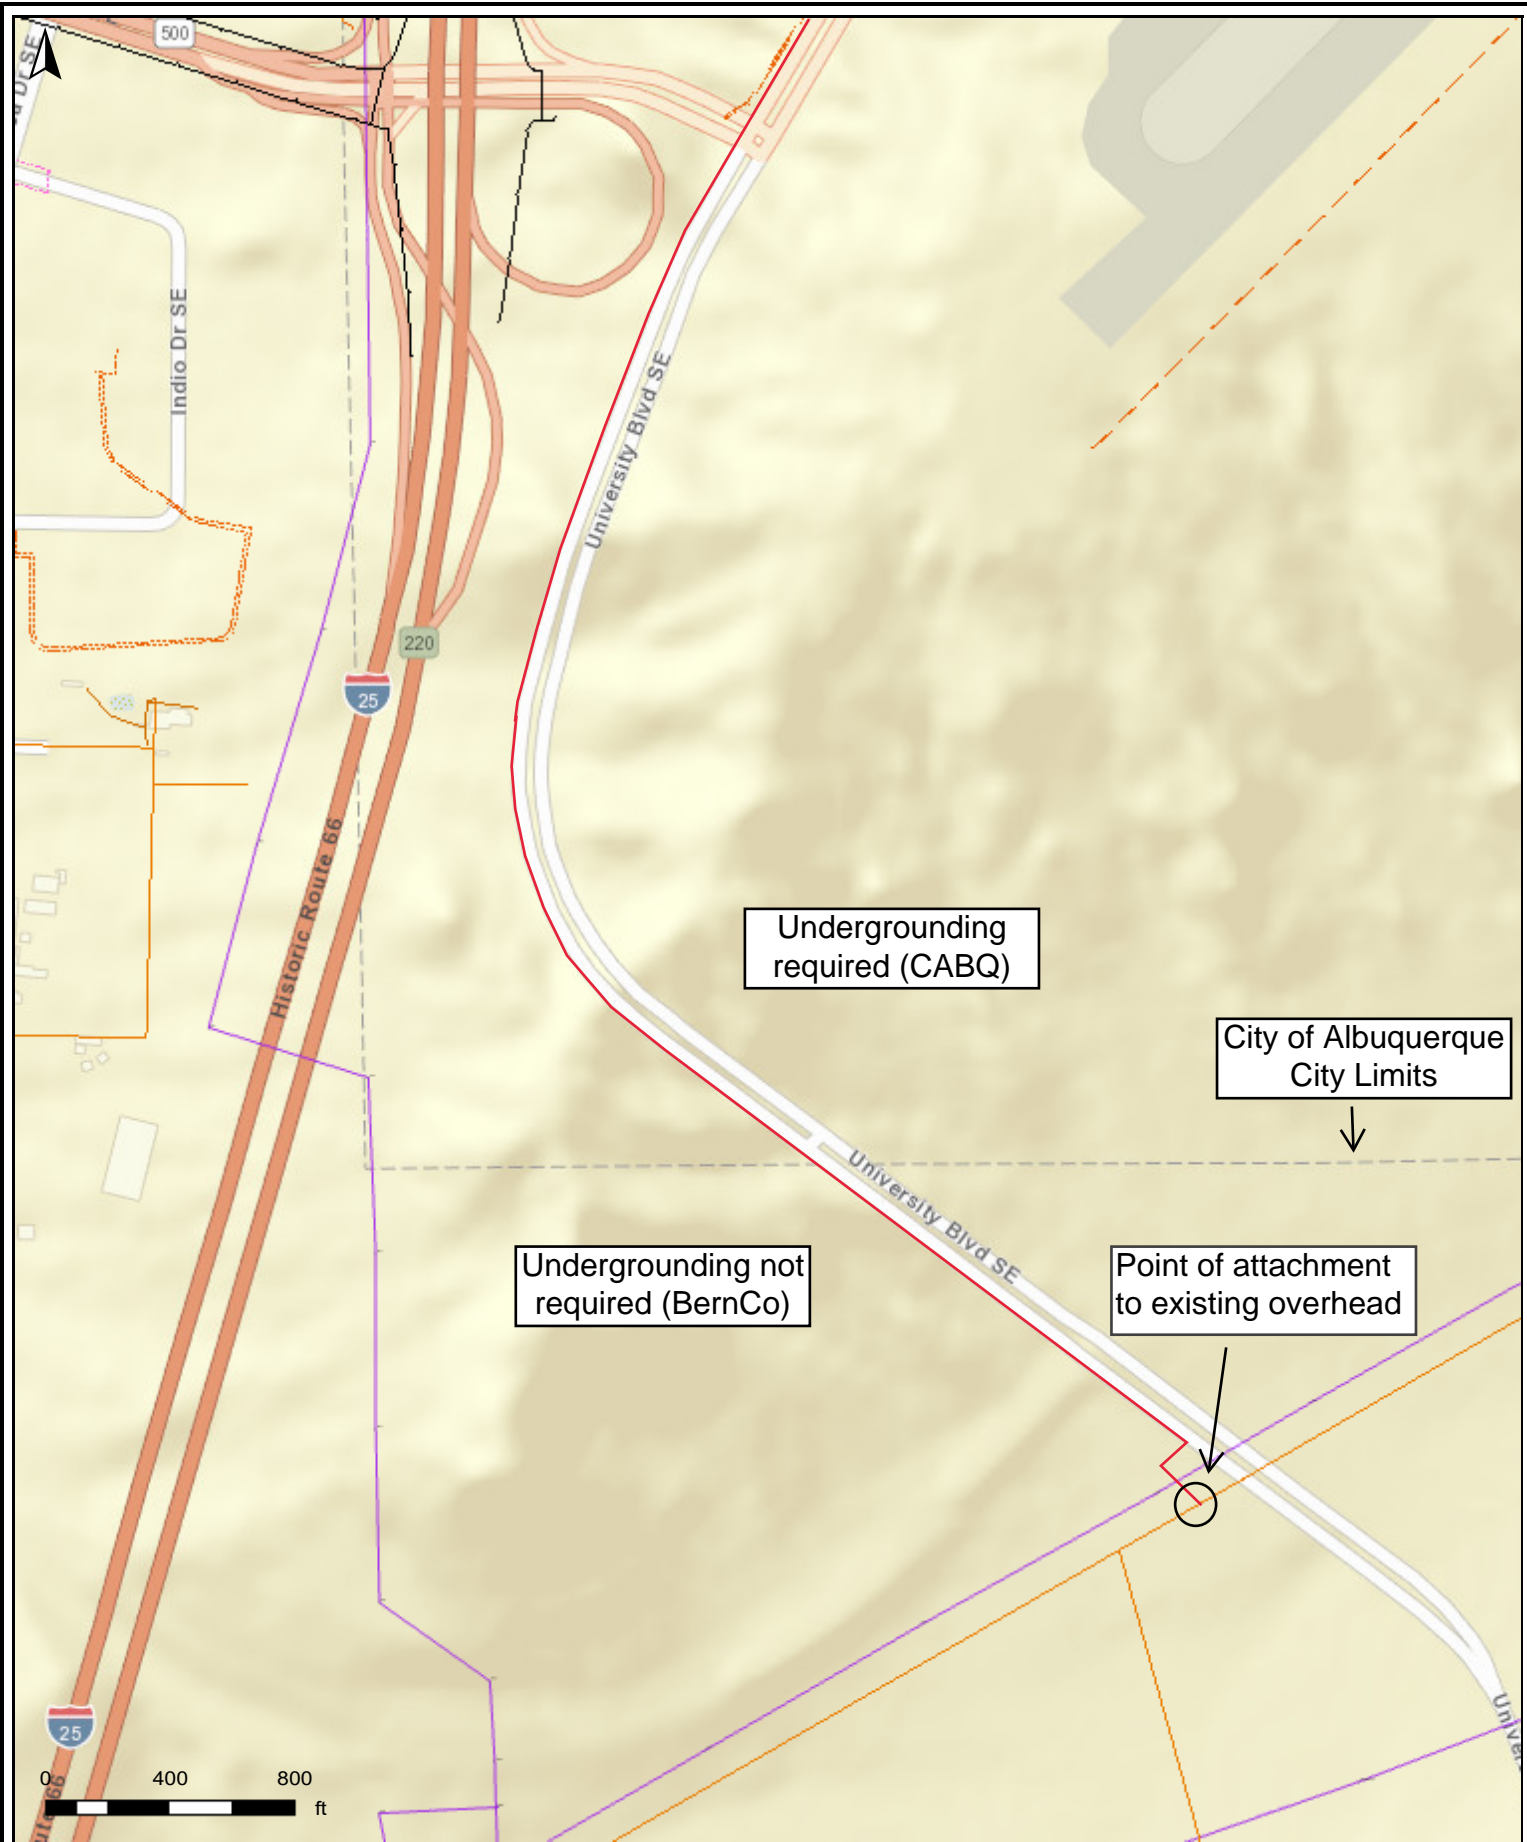 500
Indio Dr SE
University Blvd SE
220
25
Historic Route 66
Undergrounding
required (CABQ)
City of Albuquerque
City Limits
University Blvd SE
Undergrounding not
required (BernCo)
Point of attachment
to existing overhead
25
0 400 800
ft